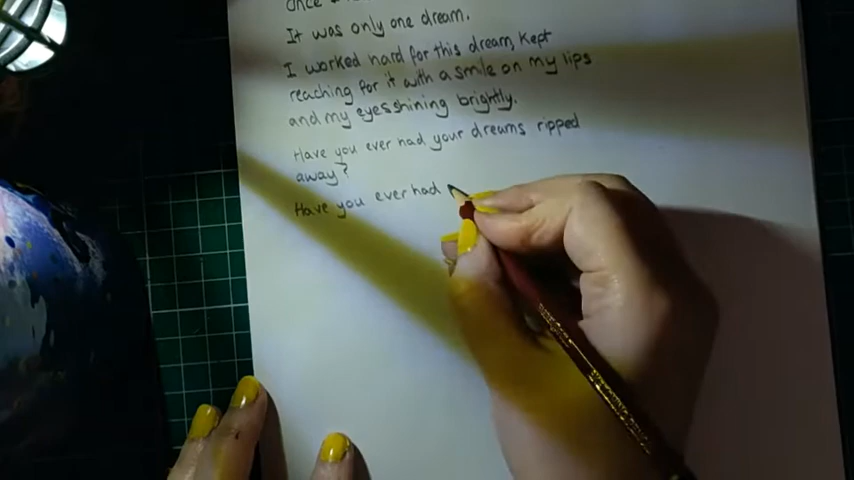 Once
It was only one dream.
I worked hard for this dream, Kept
reaching for it with a smile on my lips
and my eyes shining brightly.
Have you ever had your dreams ripped
away?
Have you ever had